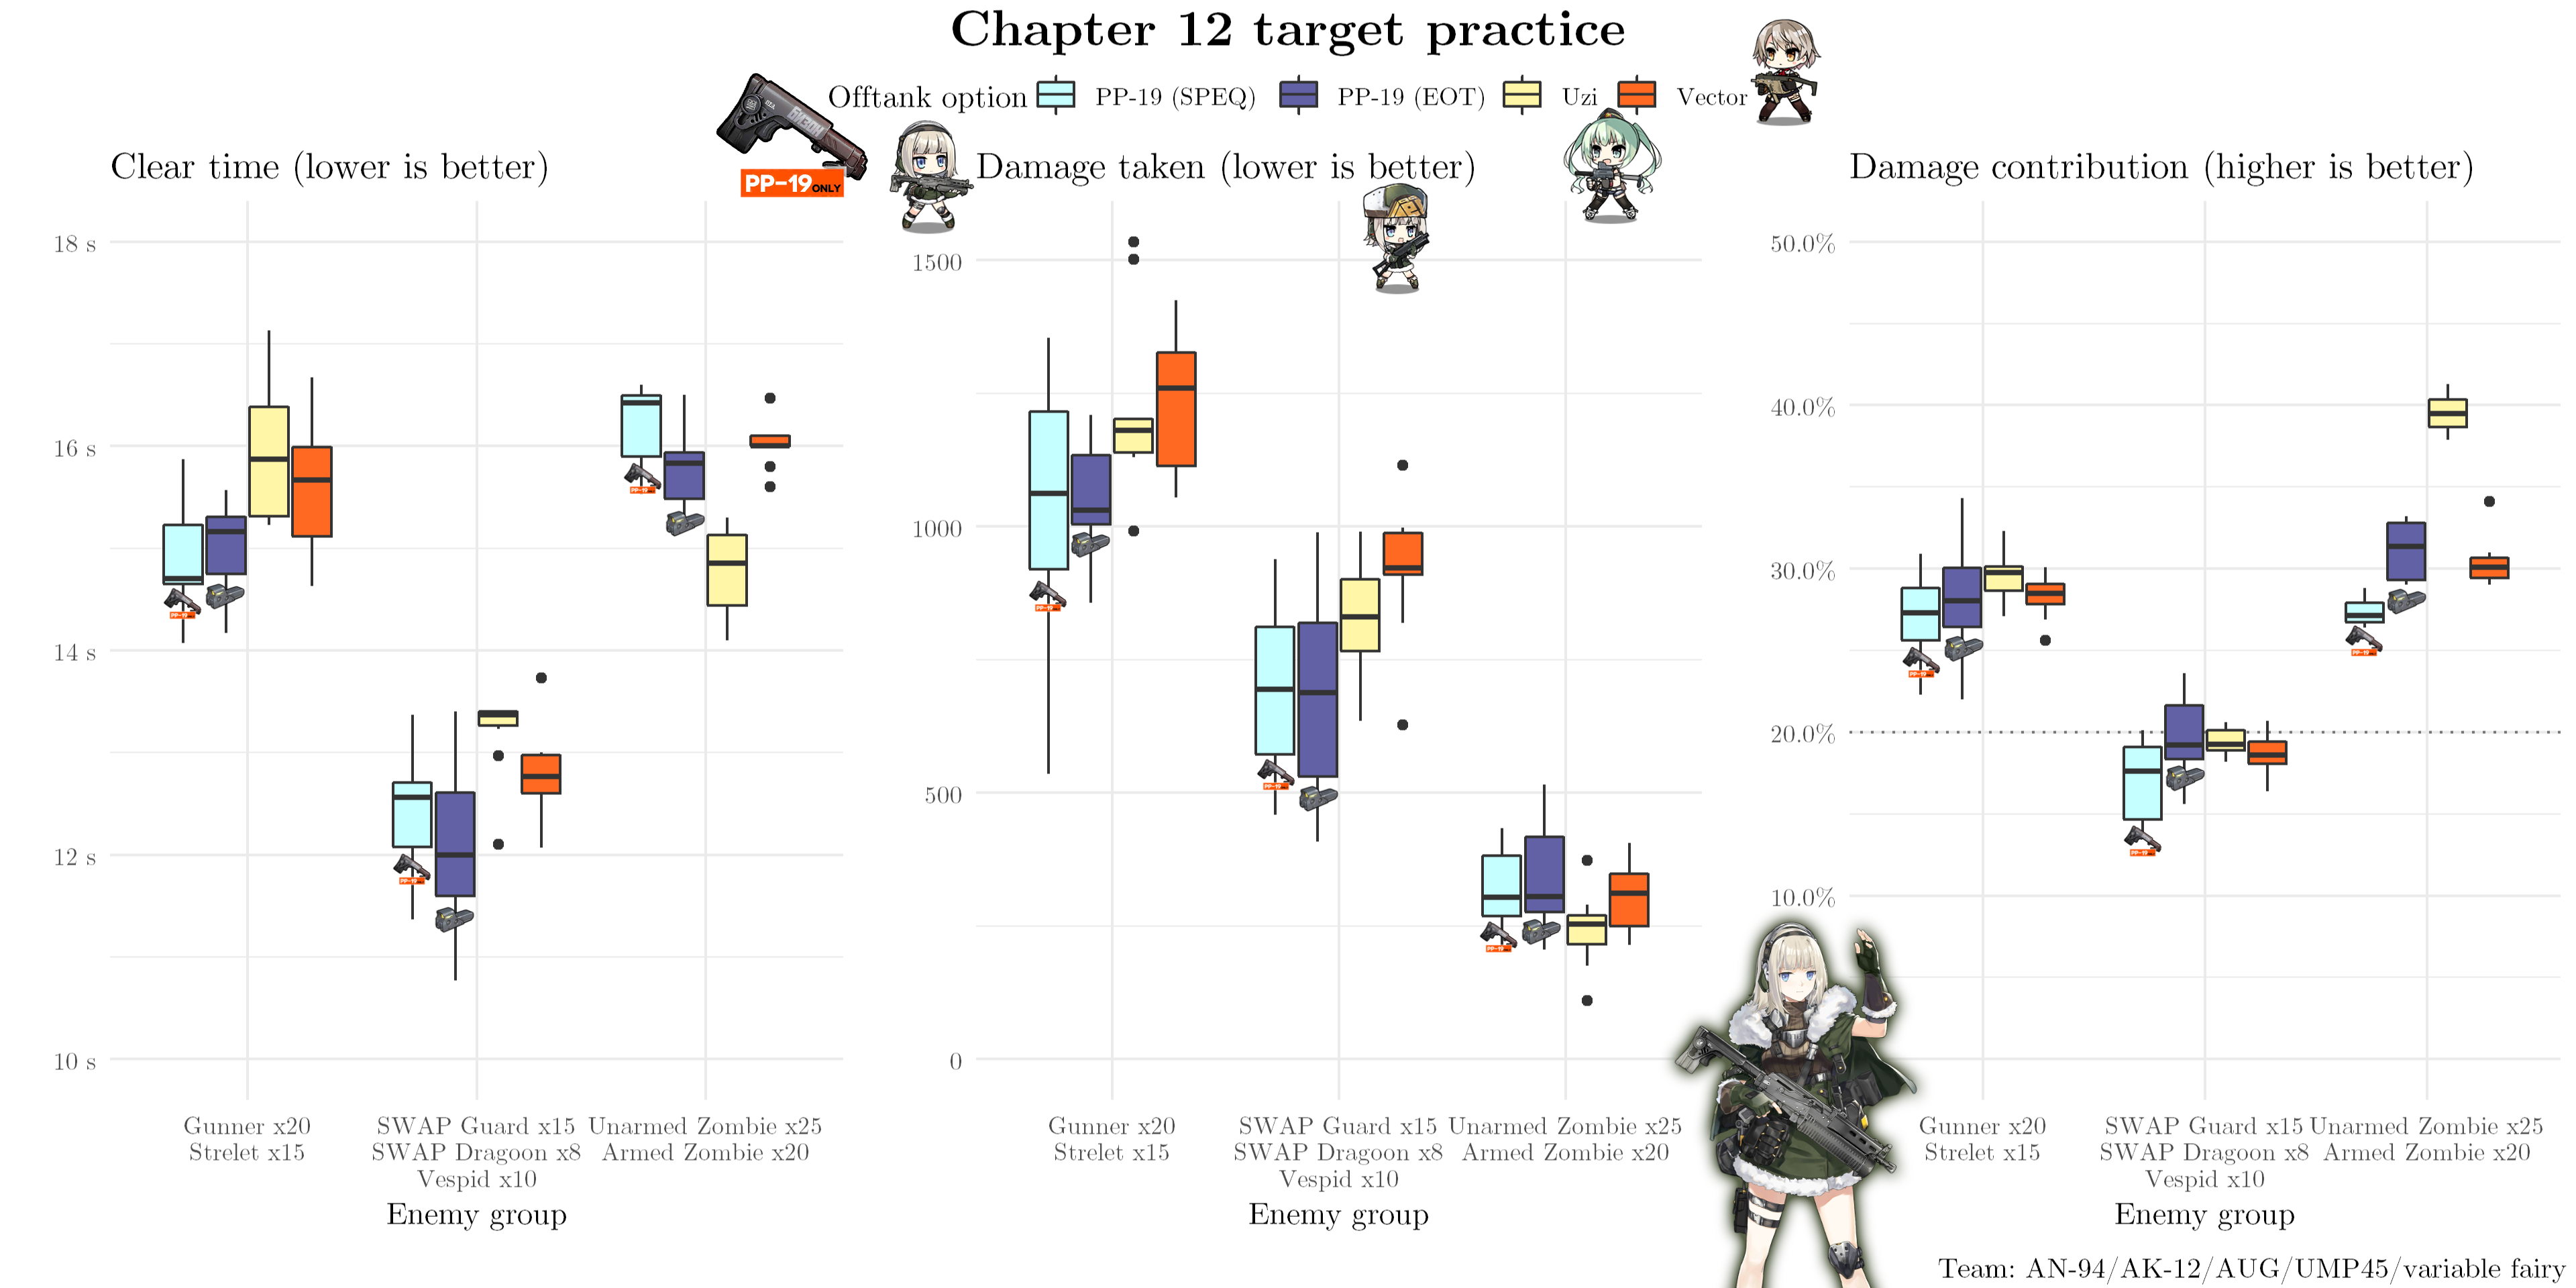 Chapter 12 target practice
Offtank option PP-19 (SPEQ) PP-19 (EOT) Uzi Vector
БИЗОН
PP-19 ONLY
Clear time (lower is better)
18 s
16 s
14 s
12 s
10 s
Gunner x20
Strelet x15
SWAP Guard x15
SWAP Dragoon x8
Vespid x10
Unarmed Zombie x25
Armed Zombie x20
Enemy group
Damage taken (lower is better)
1500
1000
500
0
Gunner x20
Strelet x15
SWAP Guard x15
SWAP Dragoon x8
Vespid x10
Unarmed Zombie x25
Armed Zombie x20
Enemy group
Damage contribution (higher is better)
50.0%
40.0%
30.0%
20.0%
10.0%
Gunner x20
Strelet x15
SWAP Guard x15
SWAP Dragoon x8
Vespid x10
Unarmed Zombie x25
Armed Zombie x20
Enemy group
Team: AN-94/AK-12/AUG/UMP45/variable fairy